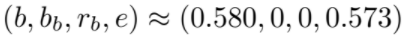 (b, b_b, r_b, e) ≈ (0.580, 0, 0, 0.573)